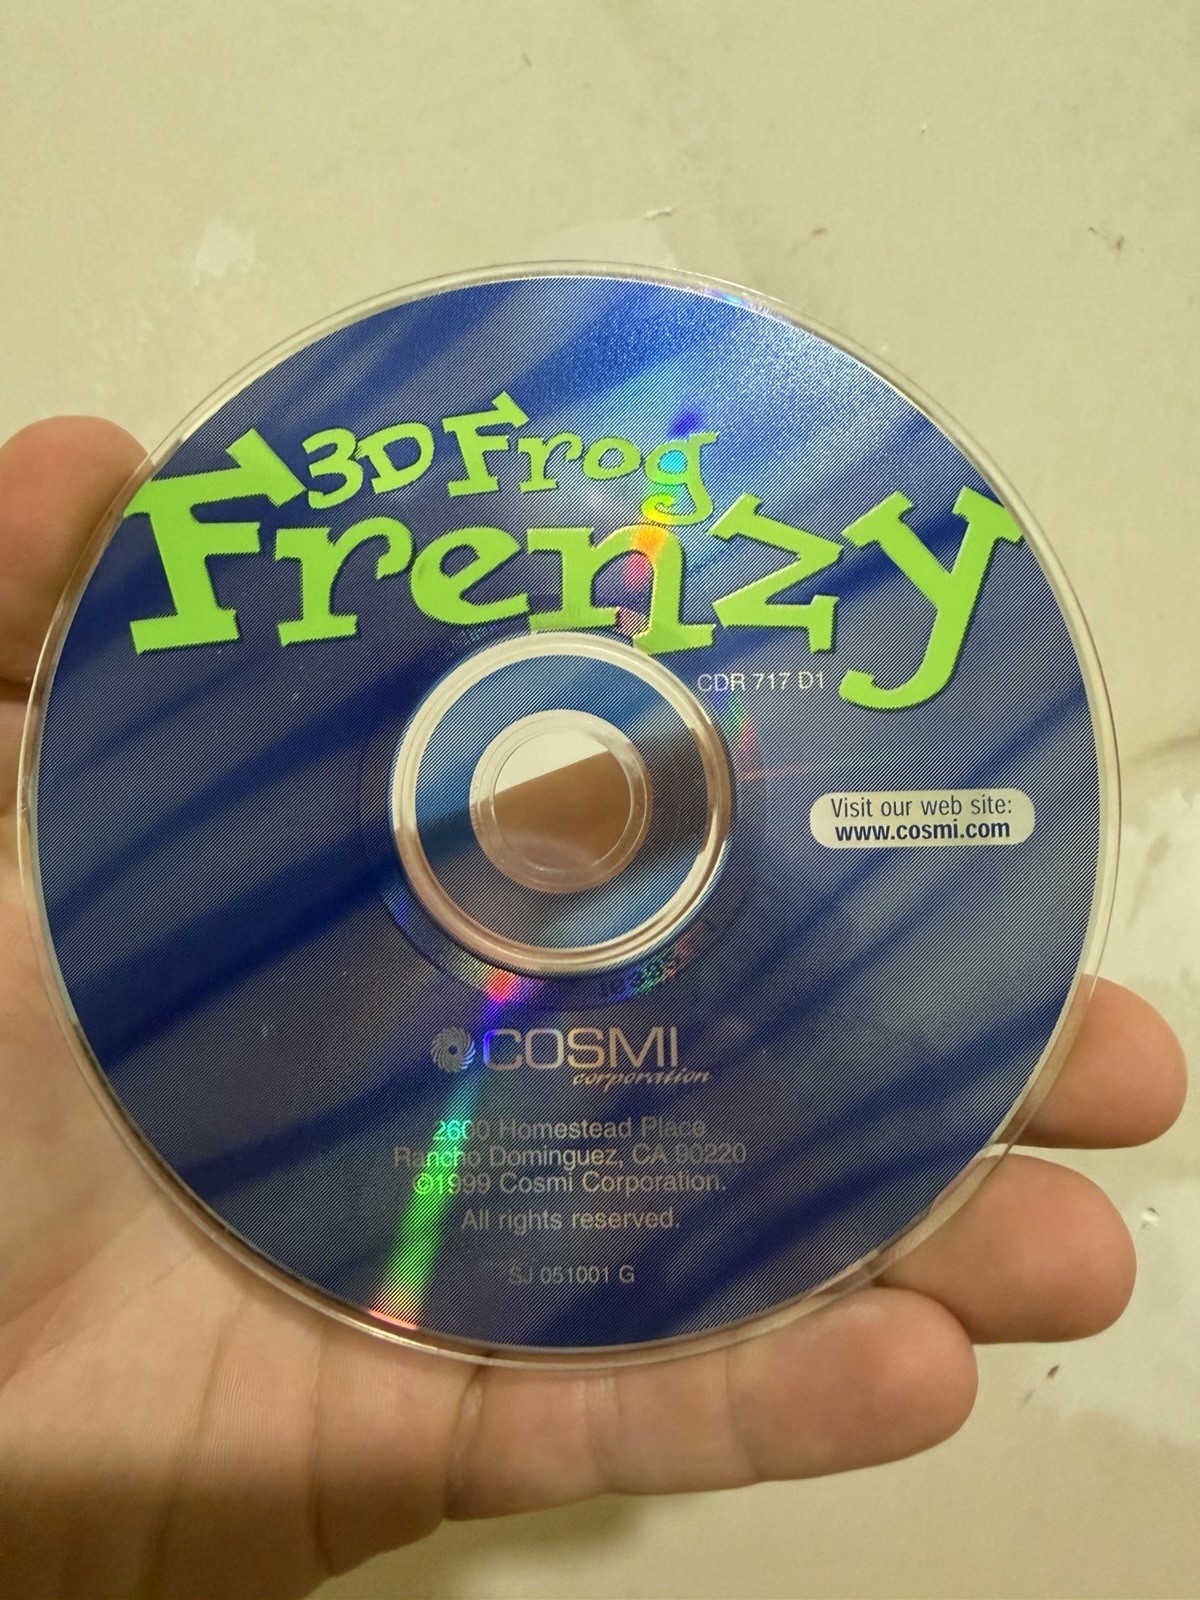 3D Frog
Frenzy
CDR 717 D1
Visit our web site:
www.cosmi.com
COSMI
corporation
2600 Homestead Place
Rancho Dominguez, CA 90220
©1999 Cosmi Corporation.
All rights reserved.
SJ 051001 G